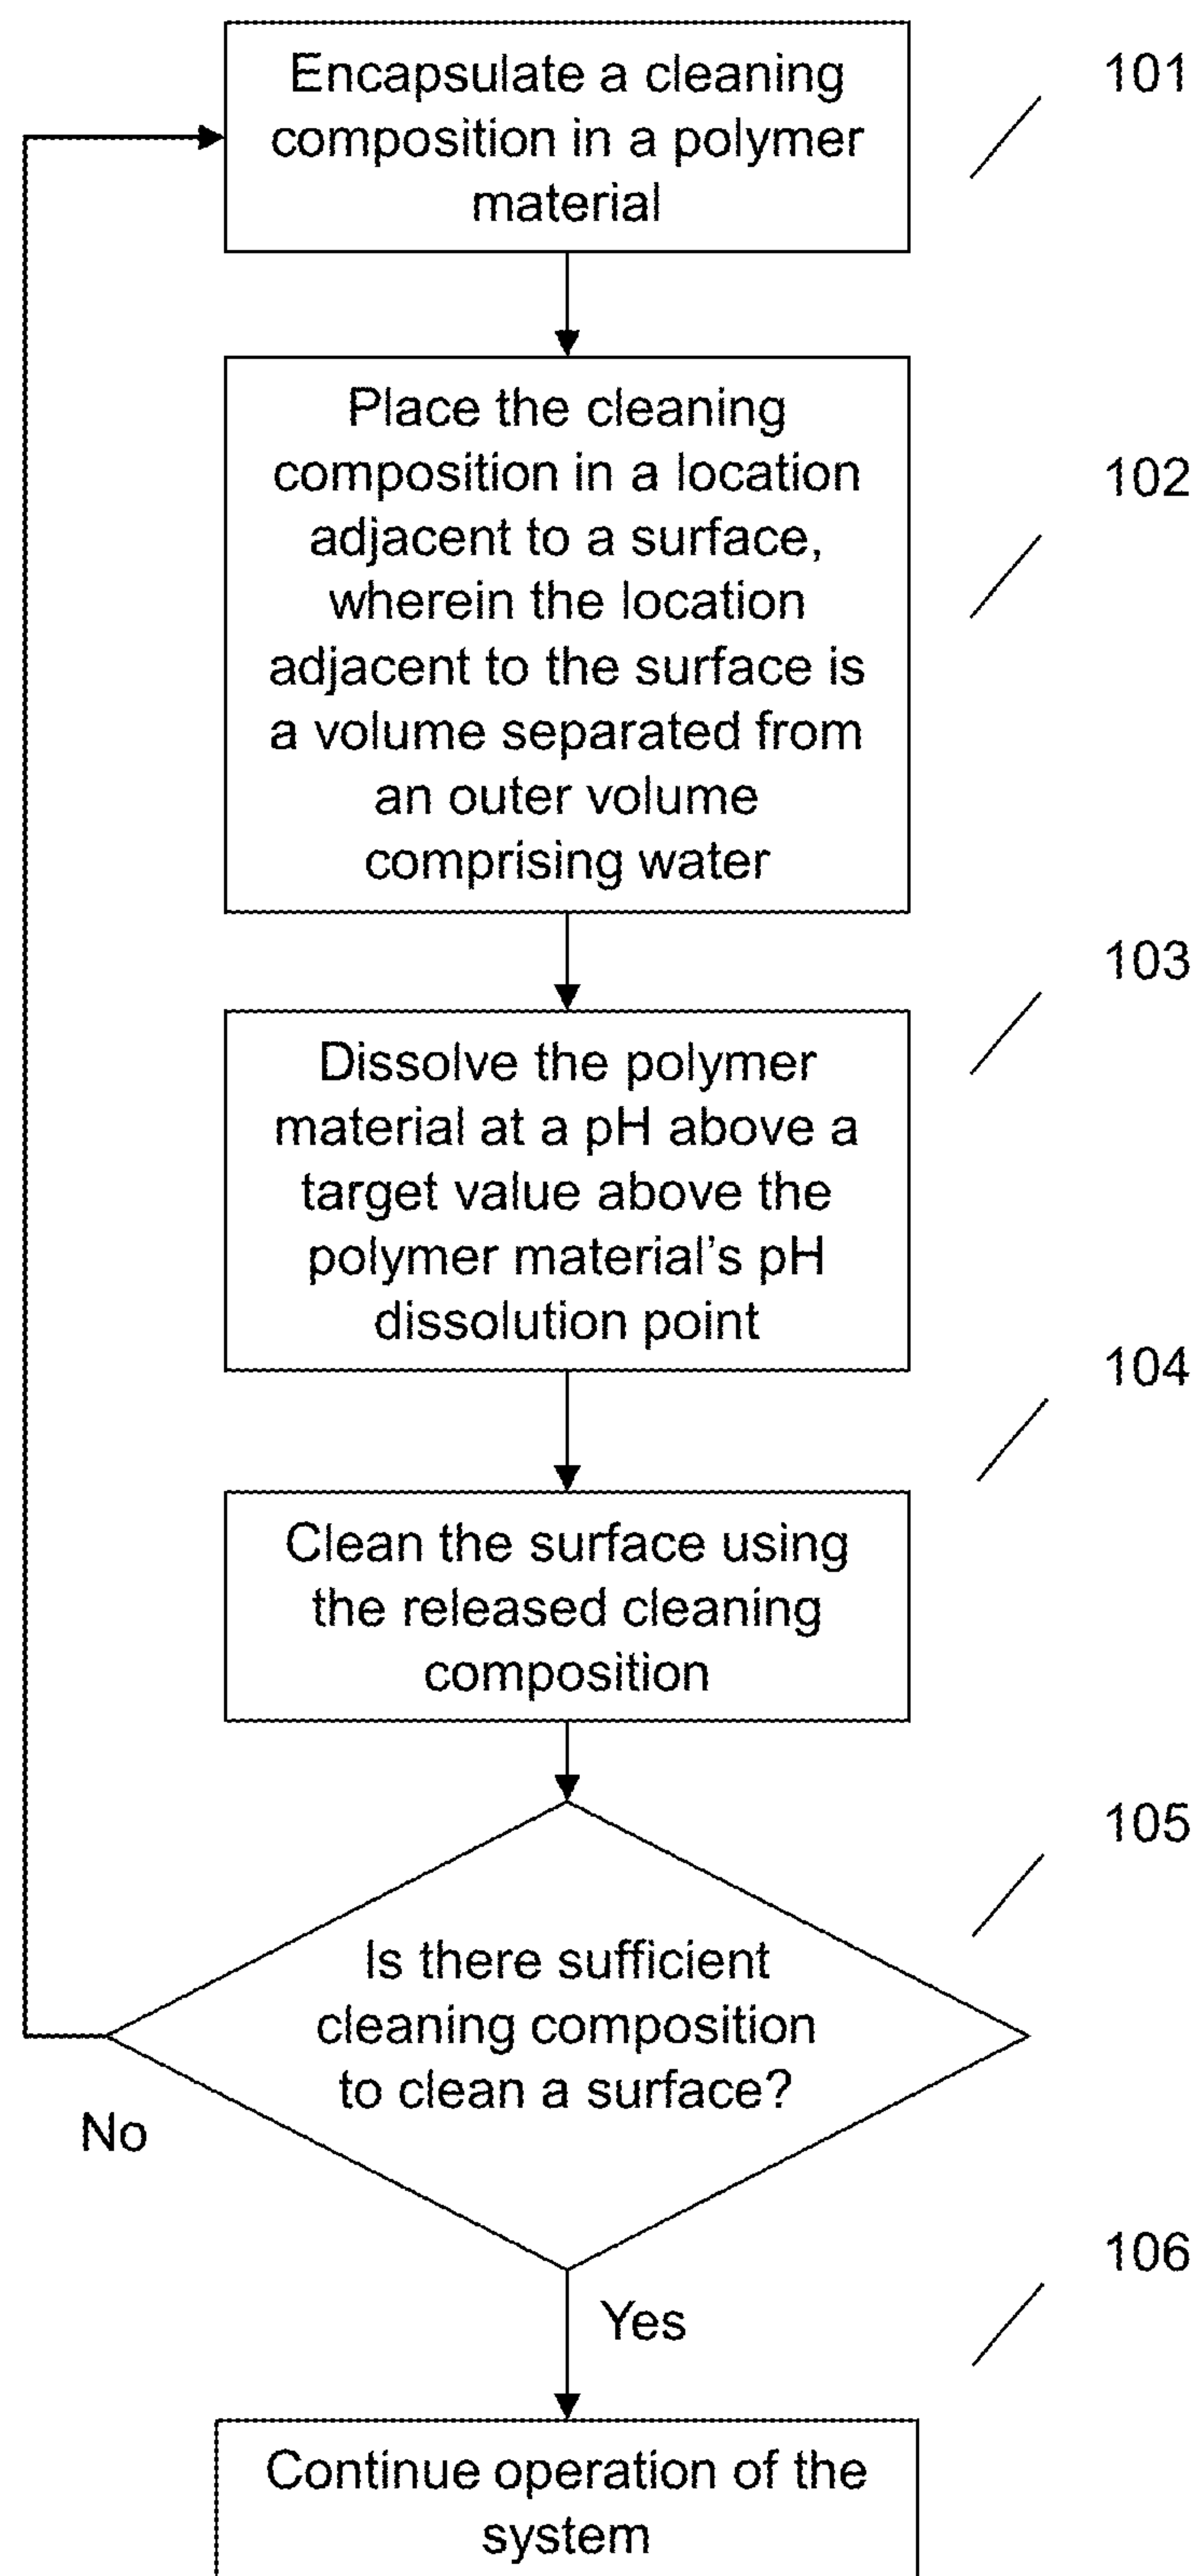 Encapsulate a cleaning
composition in a polymer
material
101
Place the cleaning
composition in a location
adjacent to a surface,
wherein the location
adjacent to the surface is
a volume separated from
an outer volume
comprising water
102
Dissolve the polymer
material at a pH above a
target value above the
polymer material's pH
dissolution point
103
Clean the surface using
the released cleaning
composition
104
Is there sufficient
cleaning composition
to clean a surface?
105
No
Yes
Continue operation of the
system
106